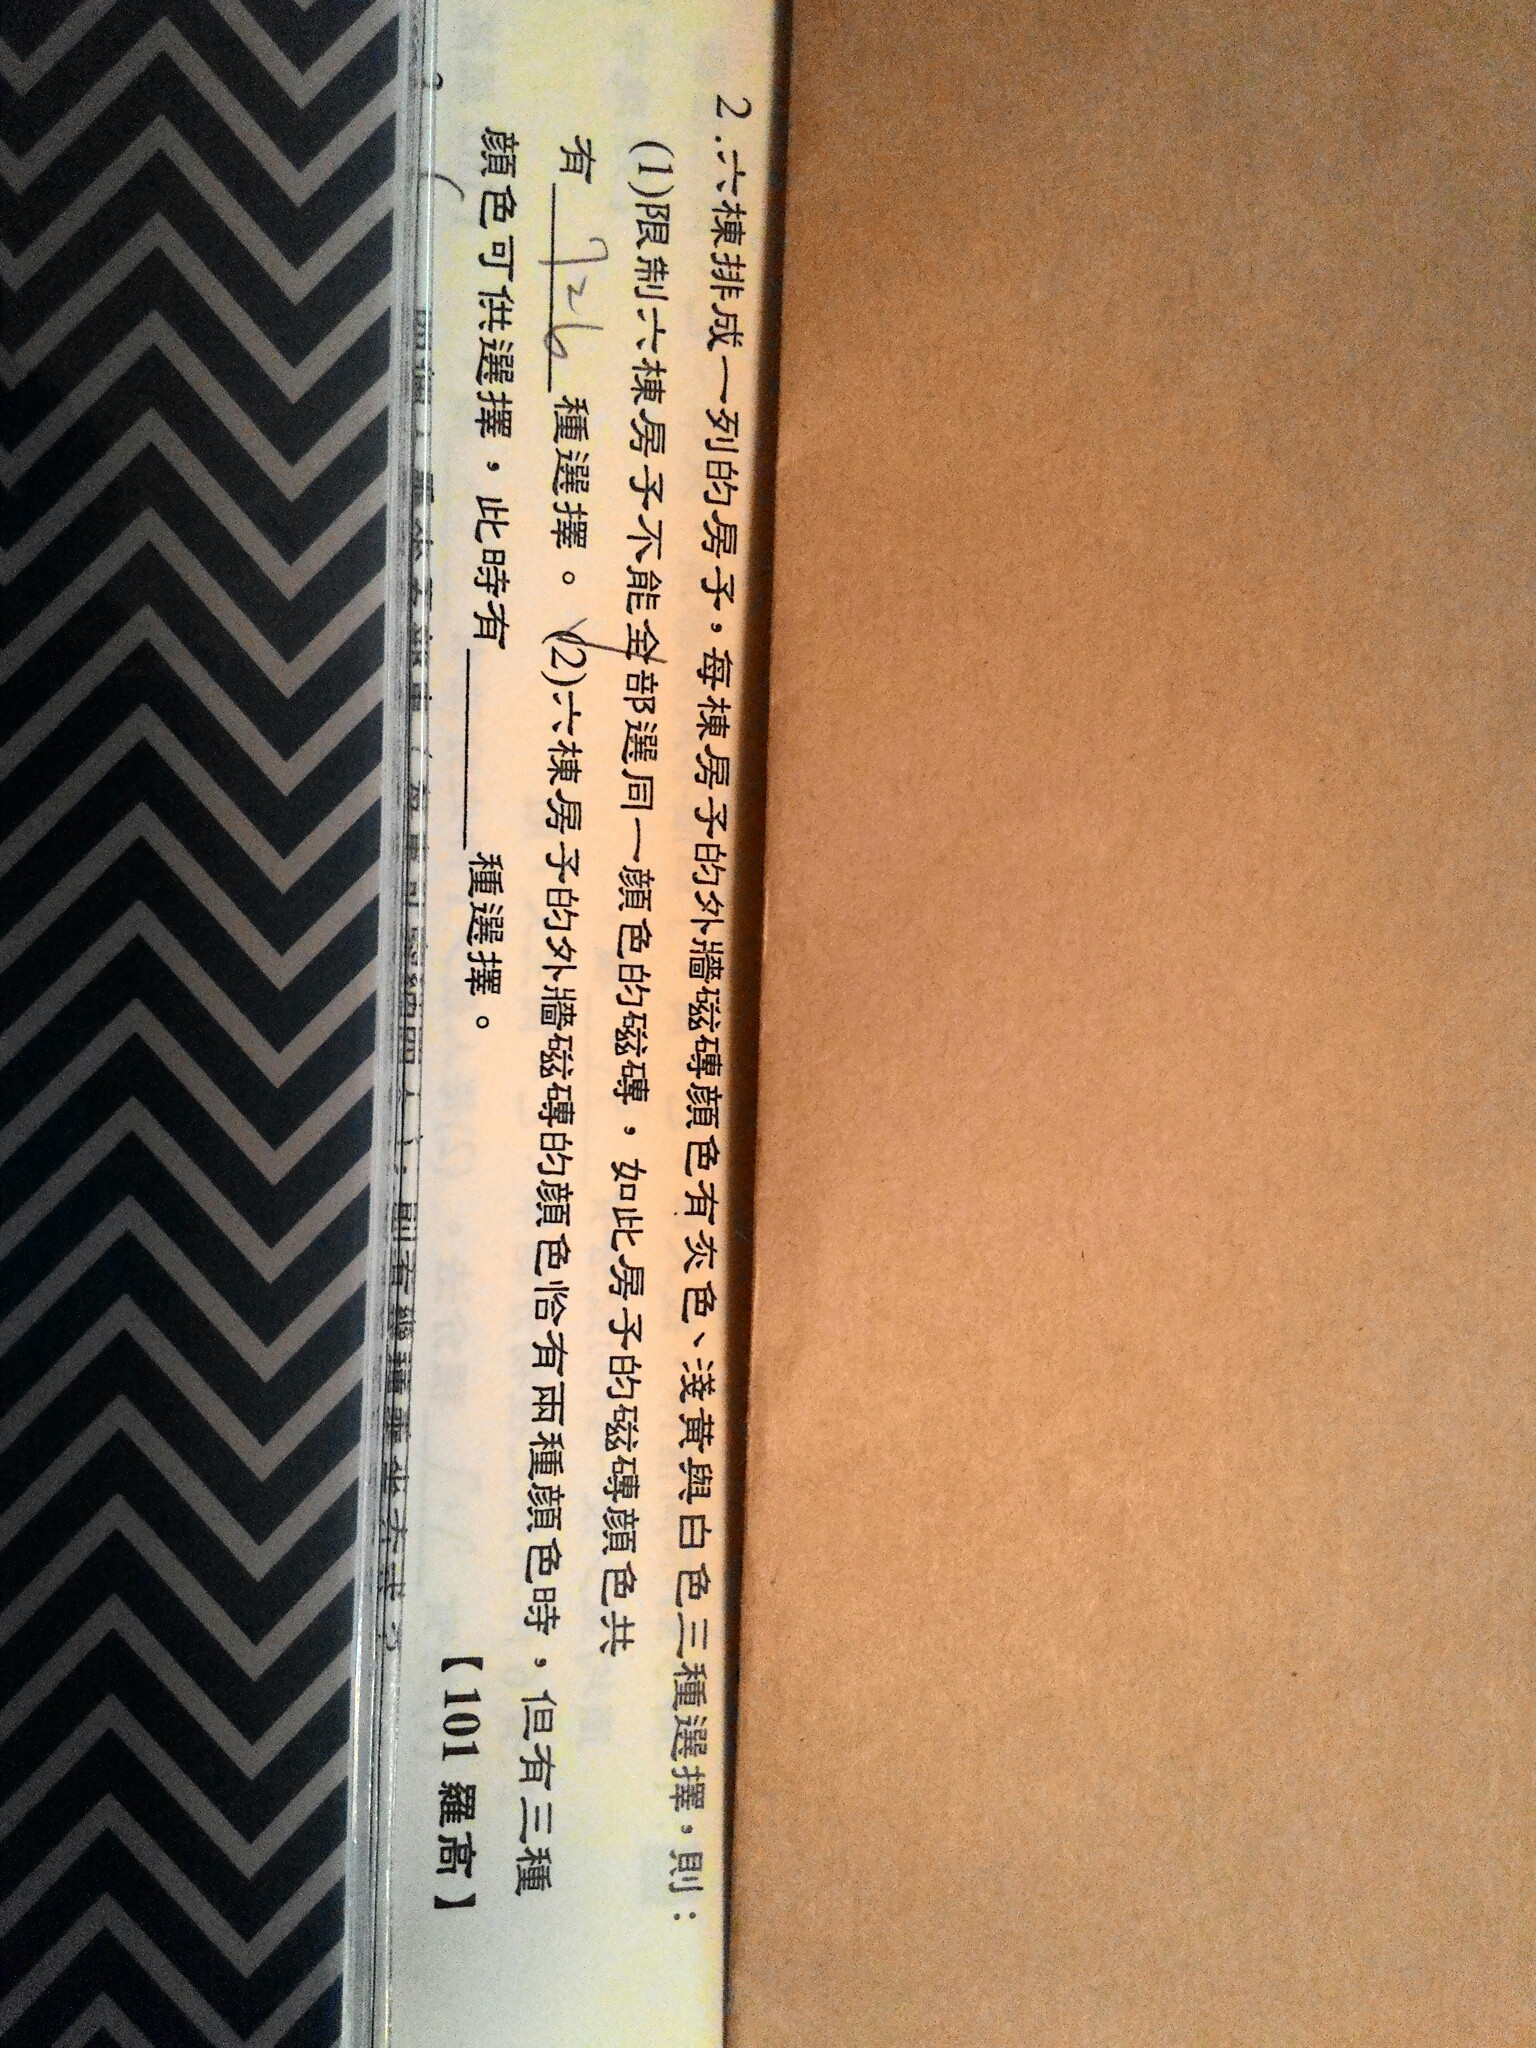 2.六棟排成一列的房子，每棟房子的外牆磁磚顏色有灰色、淺黃與白色三種選擇，則：
(1)限制六棟房子不能全部選同一顏色的磁磚，如此房子的磁磚顏色共
有 726 種選擇。(2)六棟房子的外牆磁磚的顏色恰有兩種顏色時，但有三種
顏色可供選擇，此時有______種選擇。
【101 羅高】